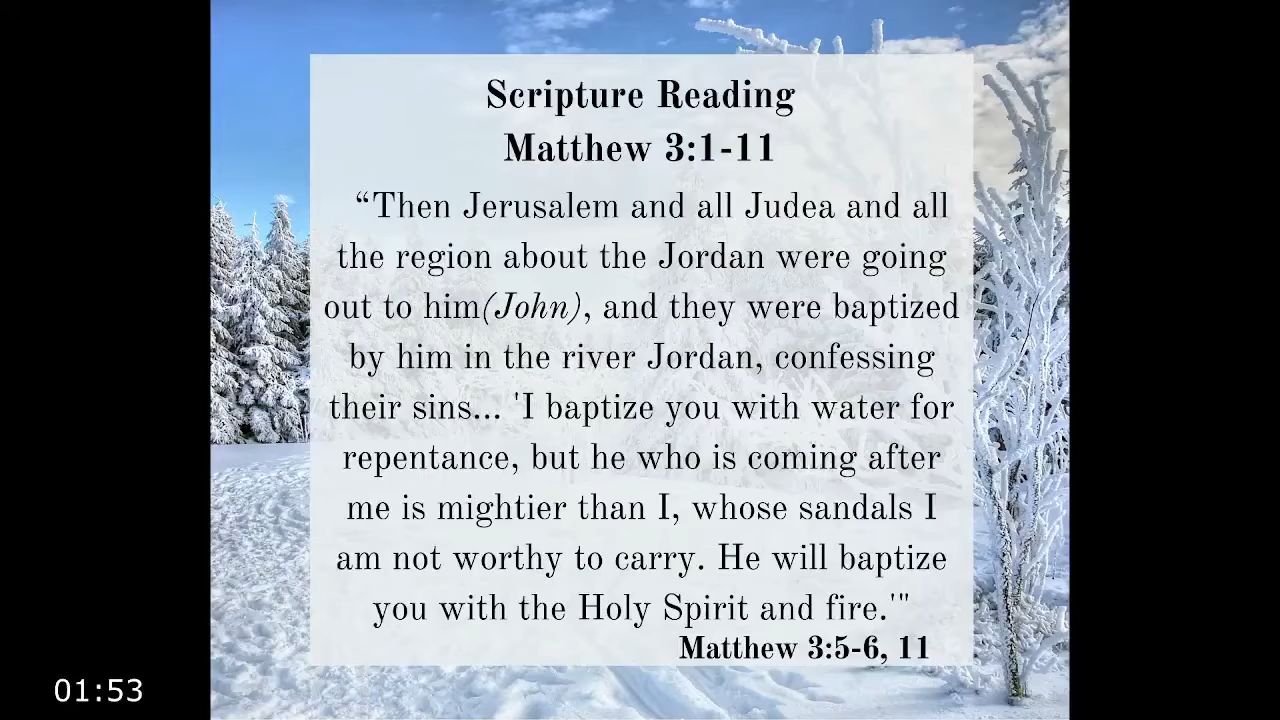 Scripture Reading
Matthew 3:1-11
“Then Jerusalem and all Judea and all
the region about the Jordan were going
out to him(John), and they were baptized
by him in the river Jordan, confessing
their sins... 'I baptize you with water for
repentance, but he who is coming after
me is mightier than I, whose sandals I
am not worthy to carry. He will baptize
you with the Holy Spirit and fire.'"
Matthew 3:5-6, 11
01:53